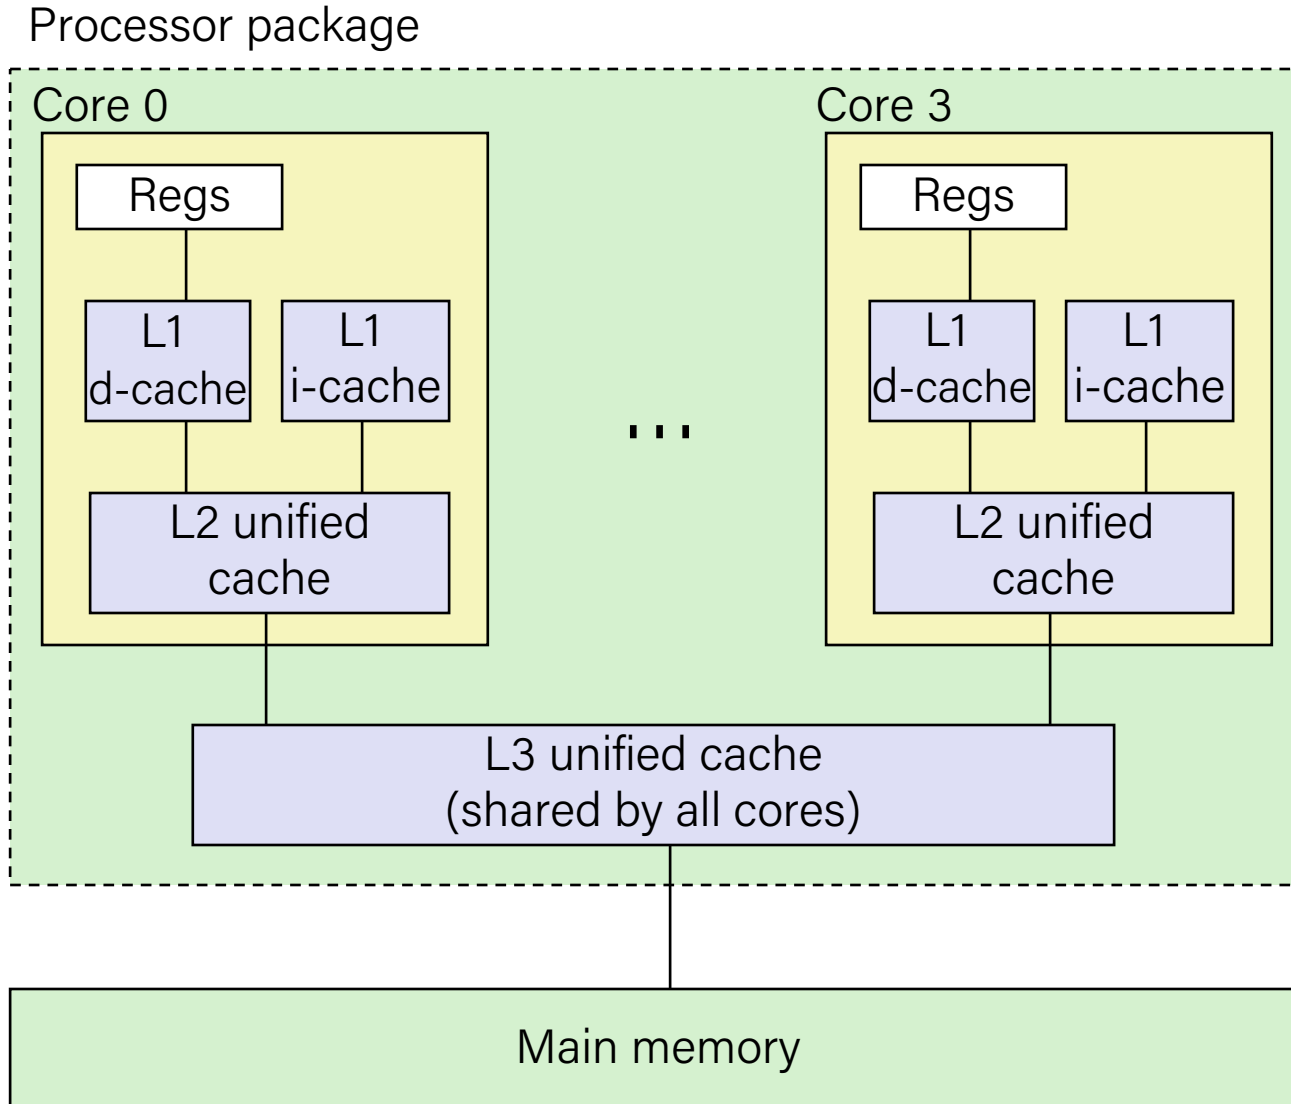 Processor package
Core 0
Regs
L1
d-cache
L1
i-cache
L2 unified
cache
...
Core 3
Regs
L1
d-cache
L1
i-cache
L2 unified
cache
L3 unified cache
(shared by all cores)
Main memory